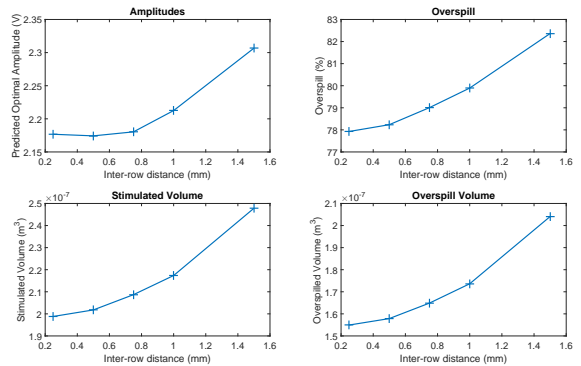 Amplitudes
Predicted Optimal Amplitude (V)
2.35
2.3
2.25
2.2
2.15
0.2 0.4 0.6 0.8 1 1.2 1.4 1.6
Inter-row distance (mm)
Overspill
Overspill (%)
83
82
81
80
79
78
77
0.2 0.4 0.6 0.8 1 1.2 1.4 1.6
Inter-row distance (mm)
Stimulated Volume
×10⁻⁷
Stimulated Volume (m³)
2.5
2.4
2.3
2.2
2.1
2
1.9
0.2 0.4 0.6 0.8 1 1.2 1.4 1.6
Inter-row distance (mm)
Overspill Volume
×10⁻⁷
Overspilled Volume (m³)
2.1
2
1.9
1.8
1.7
1.6
1.5
0.2 0.4 0.6 0.8 1 1.2 1.4 1.6
Inter-row distance (mm)